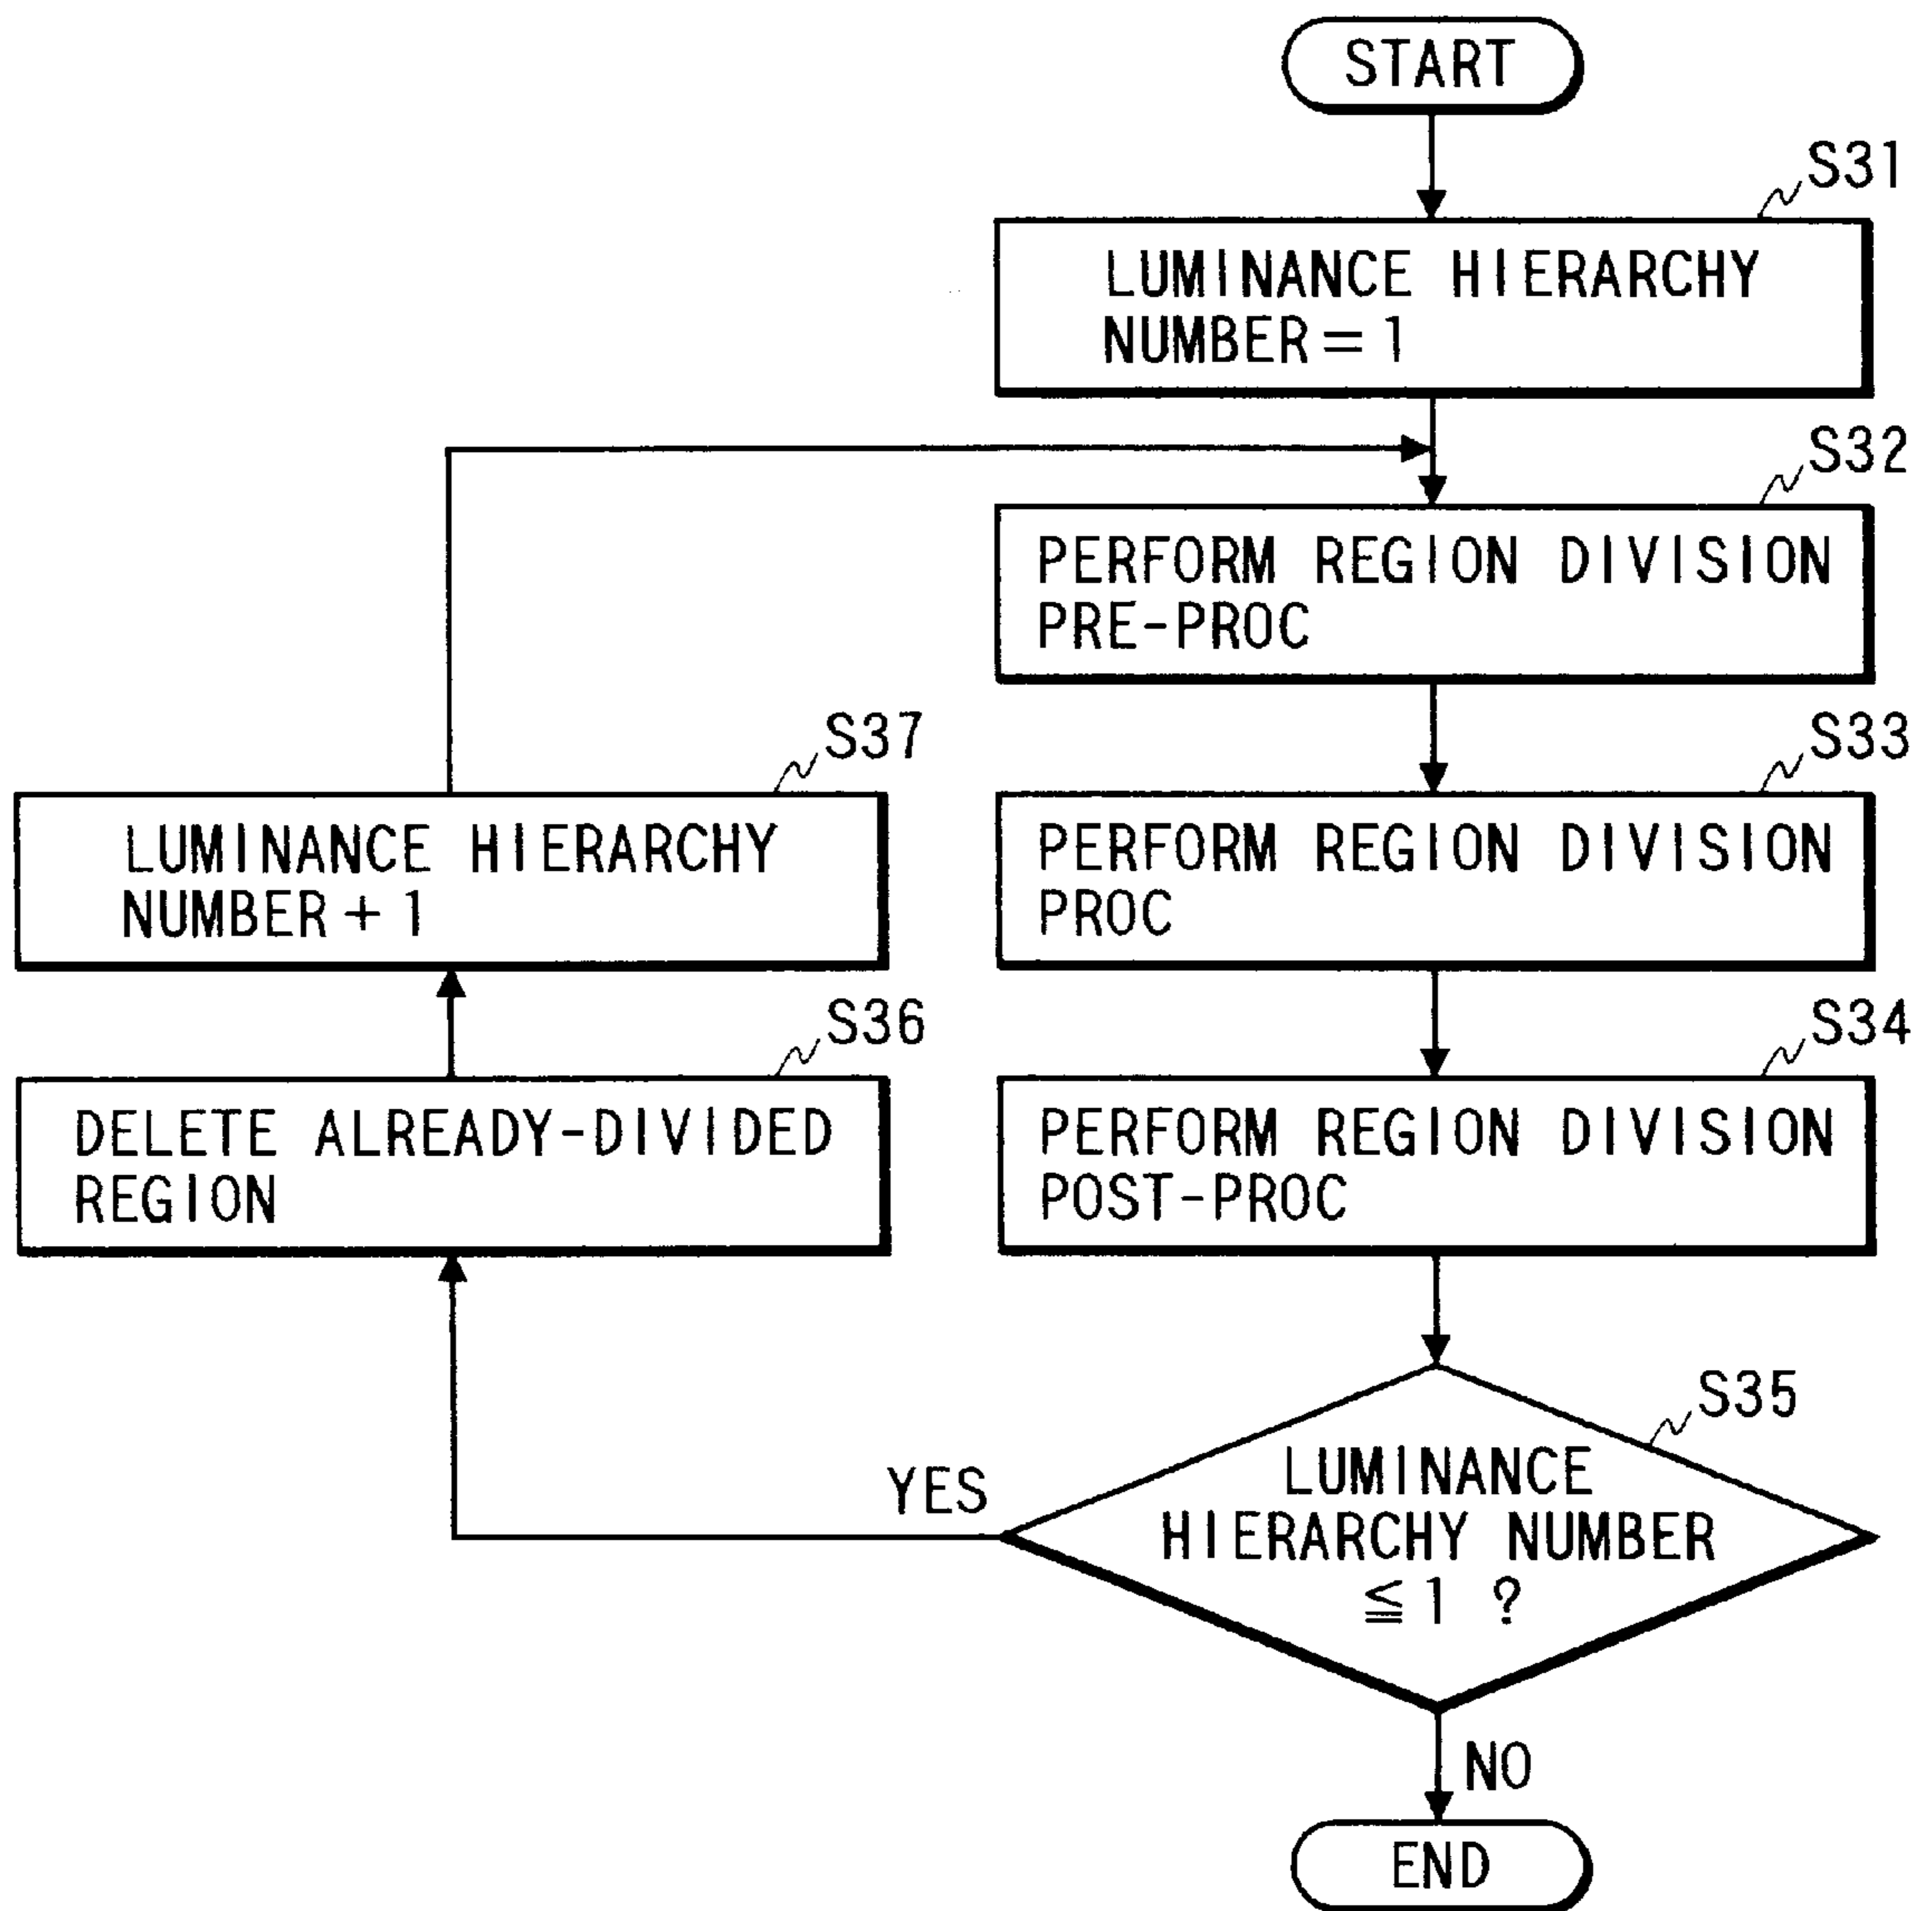 START
S31
LUMINANCE HIERARCHY
NUMBER=1
S32
PERFORM REGION DIVISION
PRE-PROC
S33
PERFORM REGION DIVISION
PROC
S34
PERFORM REGION DIVISION
POST-PROC
S35
LUMINANCE
HIERARCHY NUMBER
≦1 ?
YES
S36
DELETE ALREADY-DIVIDED
REGION
S37
LUMINANCE HIERARCHY
NUMBER+1
NO
END